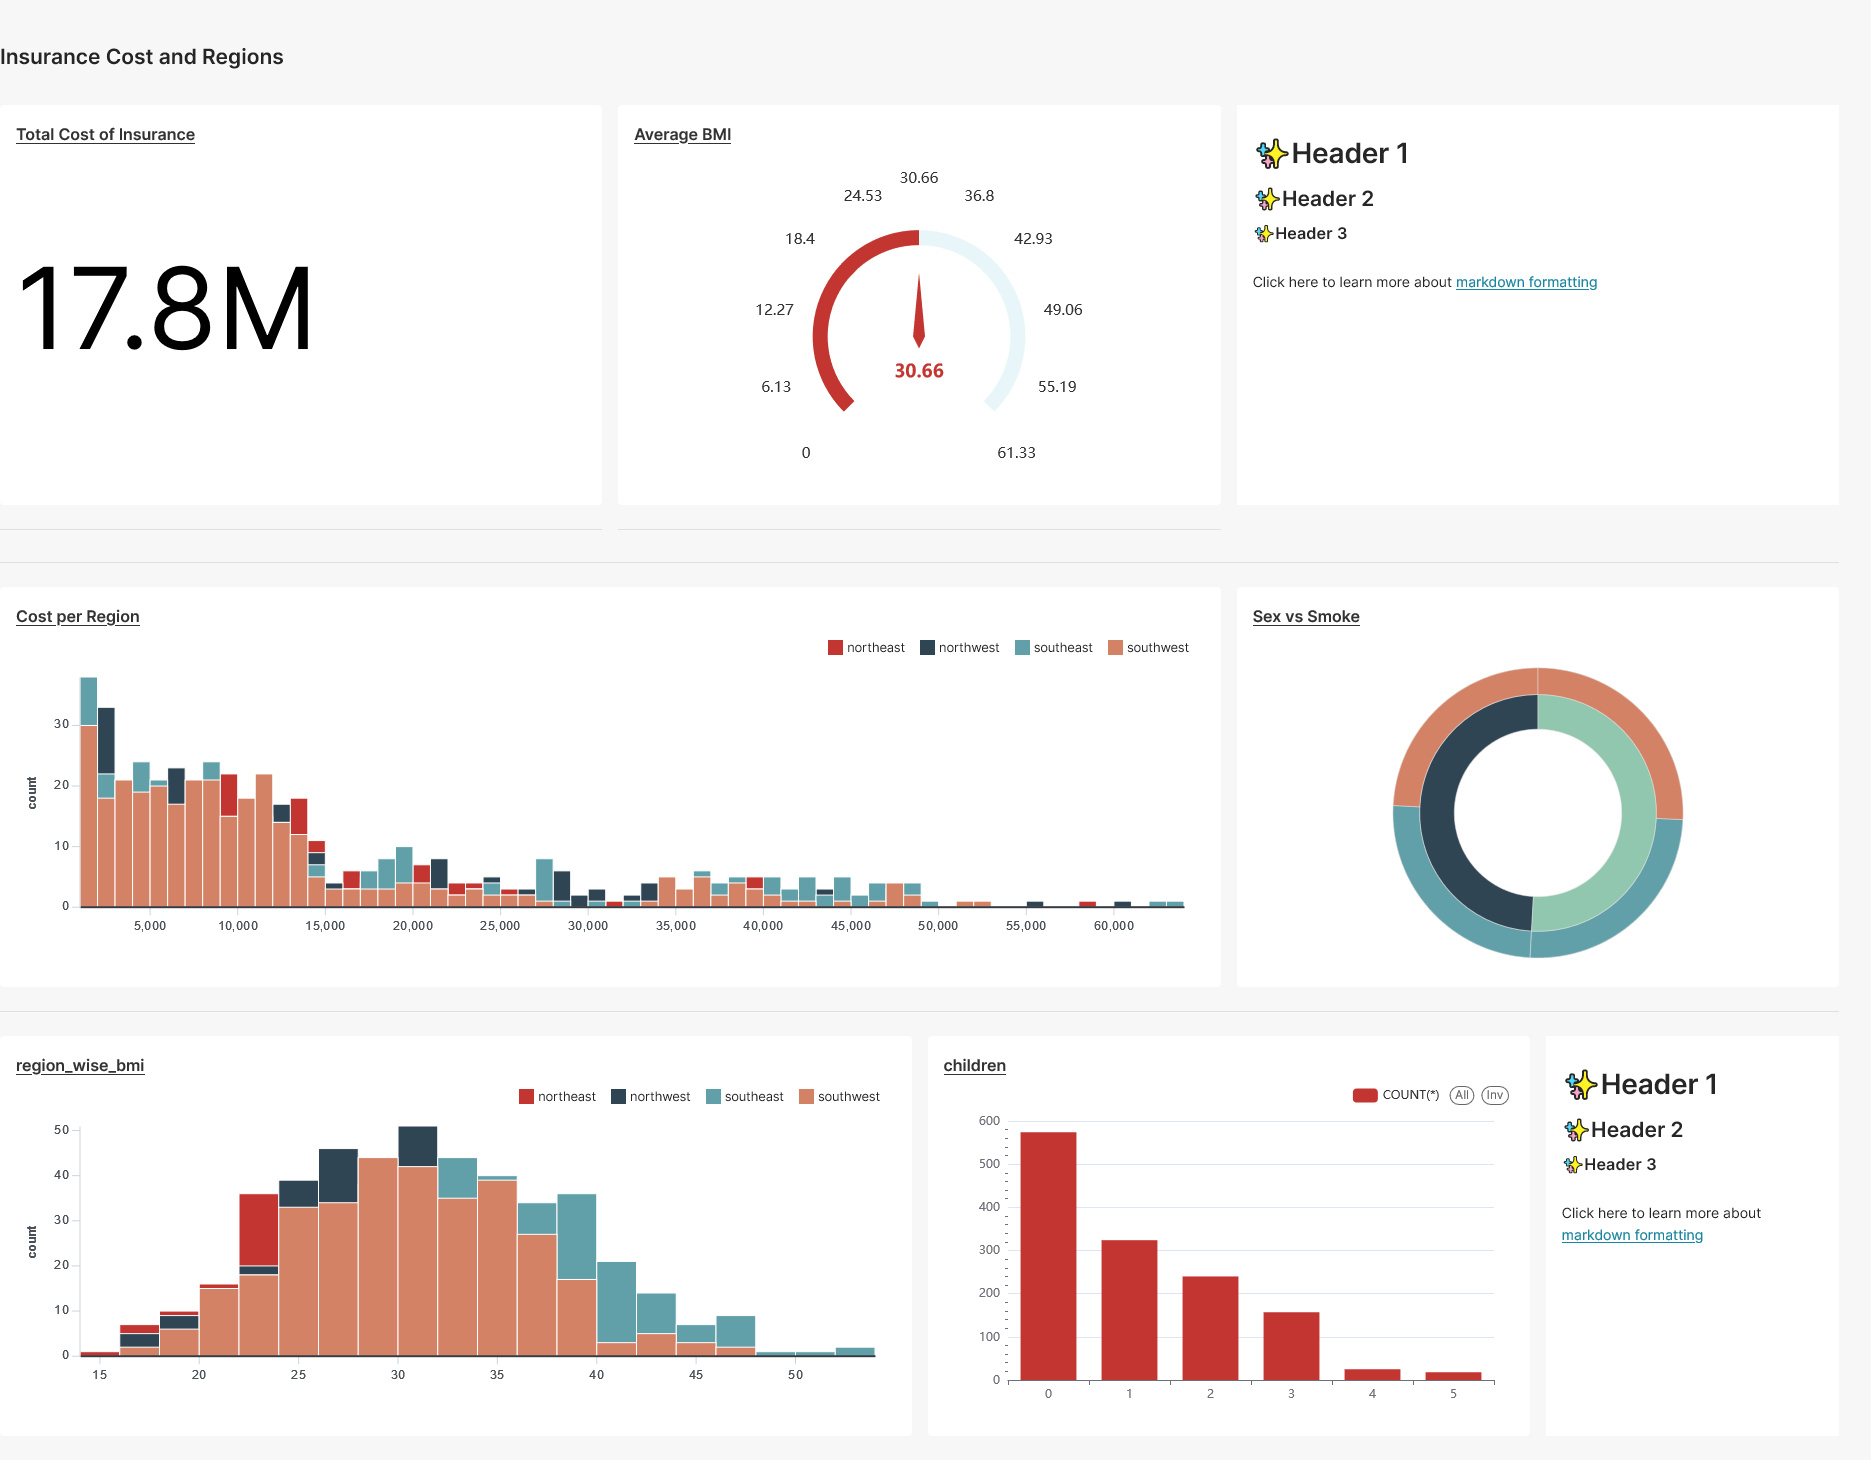 Insurance Cost and Regions
Total Cost of Insurance
17.8M
Average BMI
30.66
24.53
36.8
18.4
42.93
12.27
49.06
30.66
6.13
55.19
0
61.33
✨Header 1
✨Header 2
✨Header 3
Click here to learn more about markdown formatting
Cost per Region
northeast northwest southeast southwest
count
30
20
10
0
5,000 10,000 15,000 20,000 25,000 30,000 35,000 40,000 45,000 50,000 55,000 60,000
Sex vs Smoke
region_wise_bmi
northeast northwest southeast southwest
count
50
40
30
20
10
0
15 20 25 30 35 40 45 50
children
COUNT(*) All Inv
600
500
400
300
200
100
0
0 1 2 3 4 5
✨Header 1
✨Header 2
✨Header 3
Click here to learn more about
markdown formatting